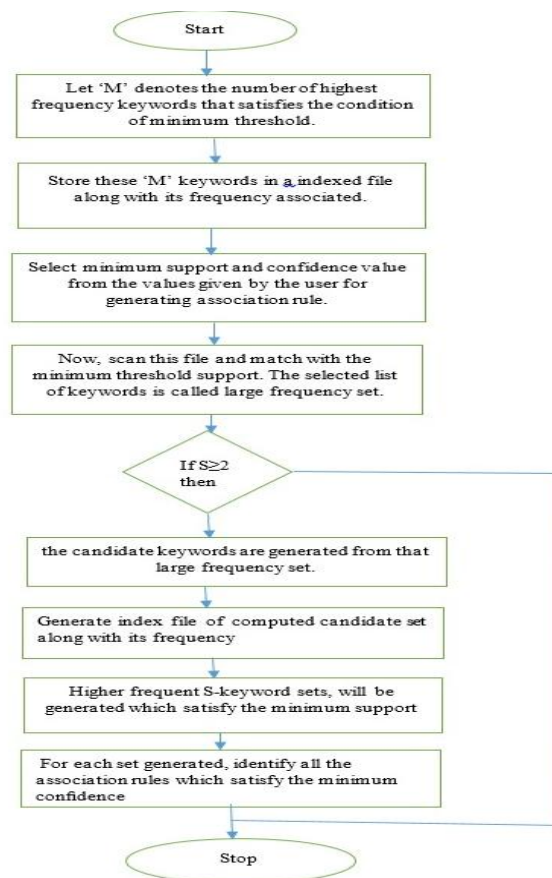 Start
Let ‘M’ denotes the number of highest
frequency keywords that satisfies the condition
of minimum threshold.
Store these ‘M’ keywords in a indexed file
along with its frequency associated.
Select minimum support and confidence value
from the values given by the user for
generating association rule.
Now, scan this file and match with the
minimum threshold support. The selected list
of keywords is called large frequency set.
If S≥2
then
the candidate keywords are generated from that
large frequency set.
Generate index file of computed candidate set
along with its frequency
Higher frequent S-keyword sets, will be
generated which satisfy the minimum support
For each set generated, identify all the
association rules which satisfy the minimum
confidence
Stop